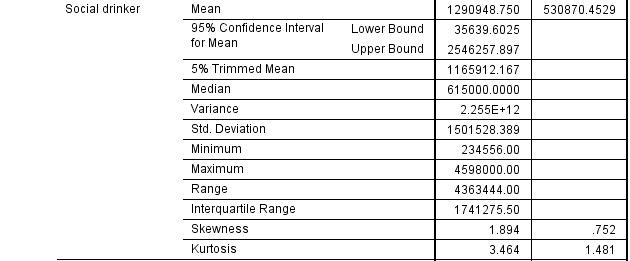 Social drinker Mean 1290948.750 530870.4529
95% Confidence Interval for Mean Lower Bound 35639.6025
Upper Bound 2546257.897
5% Trimmed Mean 1165912.167
Median 615000.0000
Variance 2.255E+12
Std. Deviation 1501528.389
Minimum 234556.00
Maximum 4598000.00
Range 4363444.00
Interquartile Range 1741275.50
Skewness 1.894 .752
Kurtosis 3.464 1.481